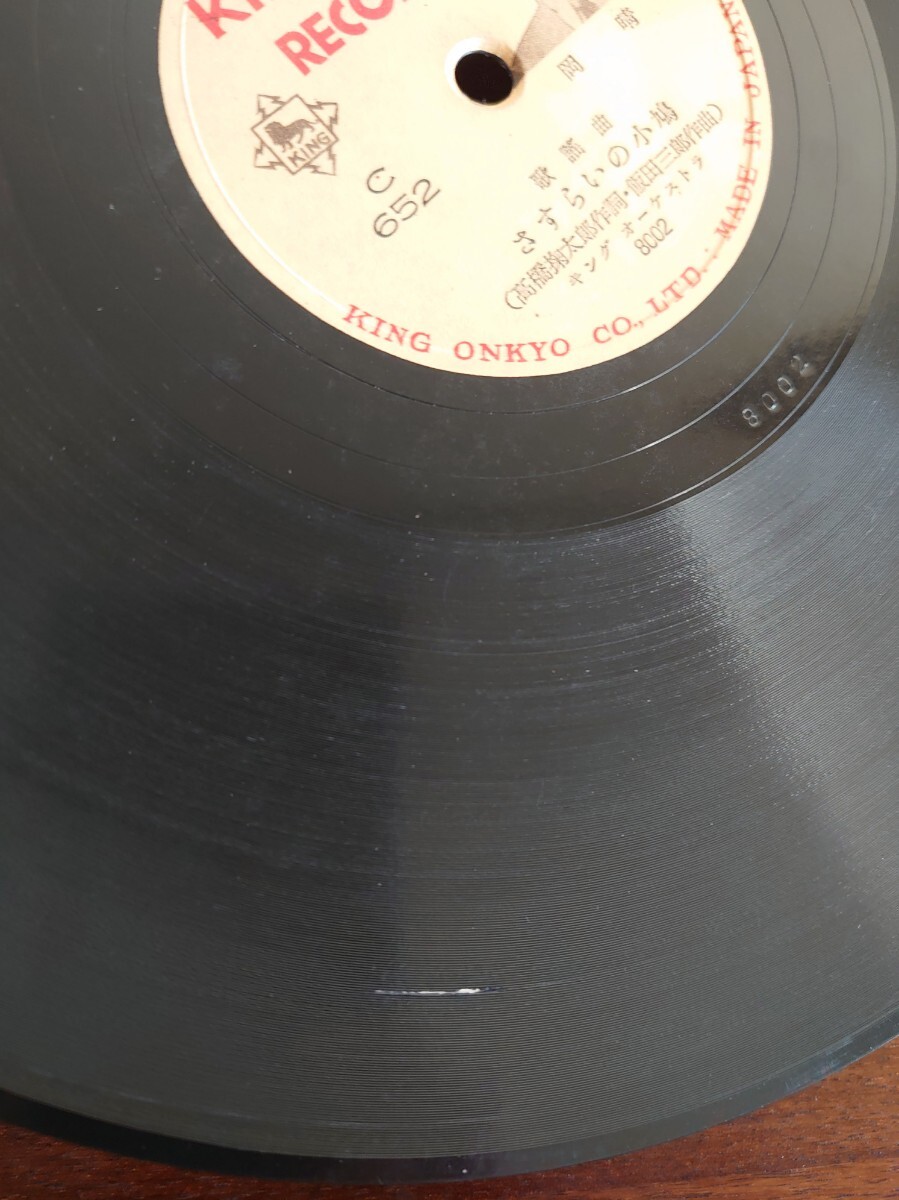 RECO
KING
C
652
岡晴
歌謡曲
さすらいの小鳩
(高橋掬太郎作詞・飯田三郎作曲)
キング オーケストラ
8002
KING ONKYO CO., LTD.. MADE IN JAPAN
8002